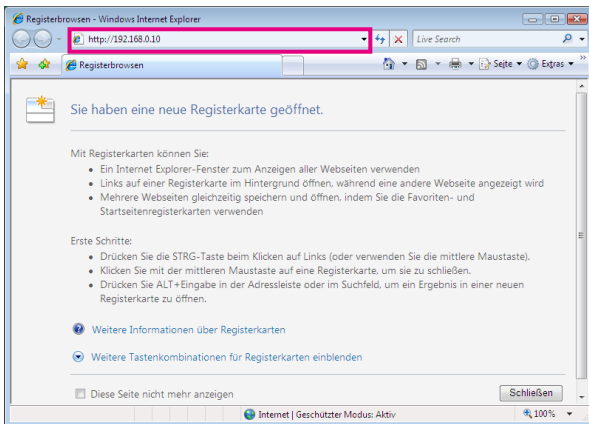 Registerbrowsen - Windows Internet Explorer
http://192.168.0.10
Live Search
Registerbrowsen
Seite
Extras
Sie haben eine neue Registerkarte geöffnet.
Mit Registerkarten können Sie:
Ein Internet Explorer-Fenster zum Anzeigen aller Webseiten verwenden
Links auf einer Registerkarte im Hintergrund öffnen, während eine andere Webseite angezeigt wird
Mehrere Webseiten gleichzeitig speichern und öffnen, indem Sie die Favoriten- und
Startseitenregisterkarten verwenden
Erste Schritte:
Drücken Sie die STRG-Taste beim Klicken auf Links (oder verwenden Sie die mittlere Maustaste).
Klicken Sie mit der mittleren Maustaste auf eine Registerkarte, um sie zu schließen.
Drücken Sie ALT+Eingabe in der Adressleiste oder im Suchfeld, um ein Ergebnis in einer neuen
Registerkarte zu öffnen.
Weitere Informationen über Registerkarten
Weitere Tastenkombinationen für Registerkarten einblenden
Diese Seite nicht mehr anzeigen
Schließen
Internet | Geschützter Modus: Aktiv
100%